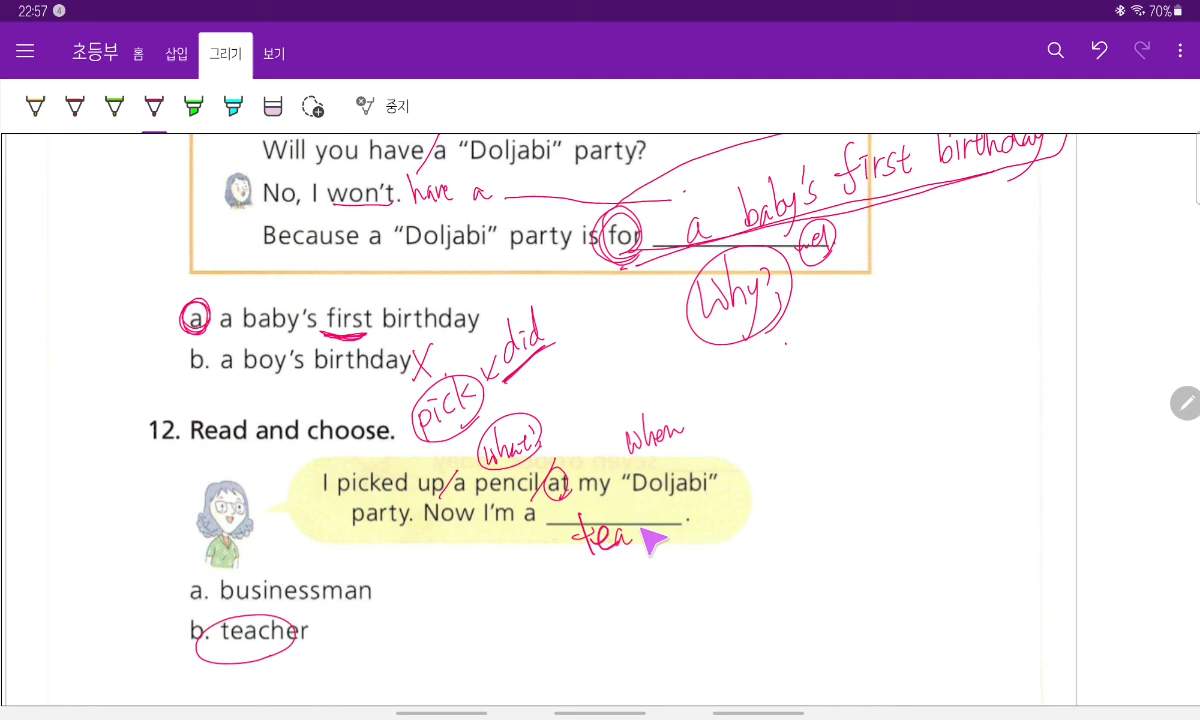 22:57 4 70%
초등부 홈 삽입 그리기 보기
중지
Will you have a “Doljabi” party?
No, I won’t. have a
Because a “Doljabi” party is for a baby's first birthday
Why?
a. a baby’s first birthday
b. a boy’s birthday X
did
pick
12. Read and choose.
what? when
I picked up a pencil at my “Doljabi”
party. Now I’m a tea.
a. businessman
b. teacher